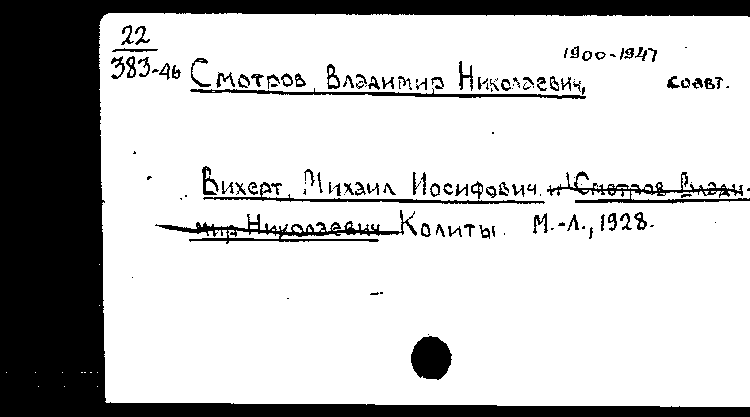 22
1900-1947
383-46 Смотров, Владимир Николаевич, соавт.
Вихерт, Михаил Иосифович и Смотров Влади-
мир Николаевич Колиты. М.-Л., 1928.